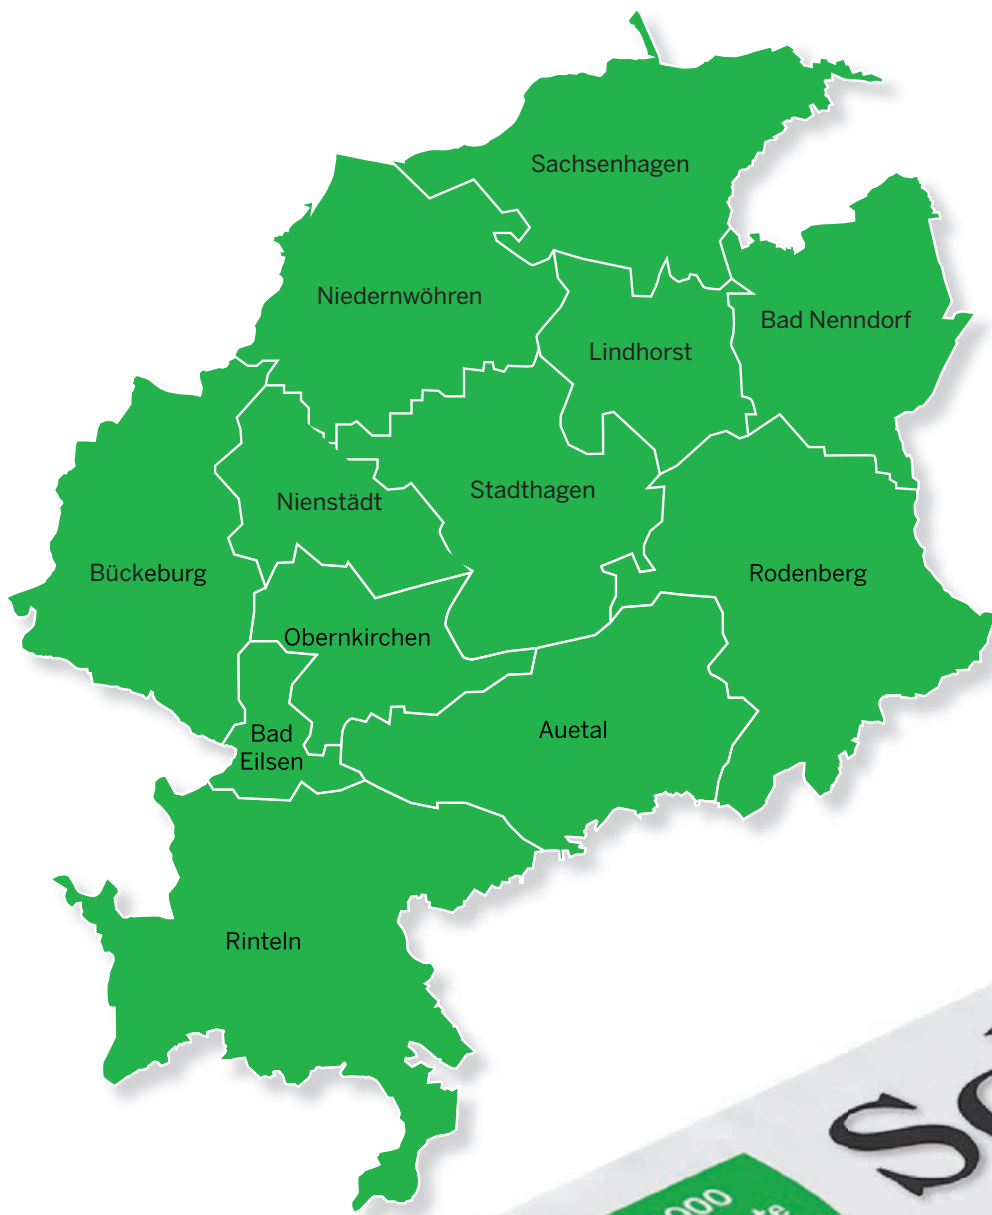 Sachsenhagen
Niedernwöhren
Bad Nenndorf
Lindhorst
Stadthagen
Nienstädt
Bückeburg
Rodenberg
Obernkirchen
Auetal
Bad
Eilsen
Rinteln